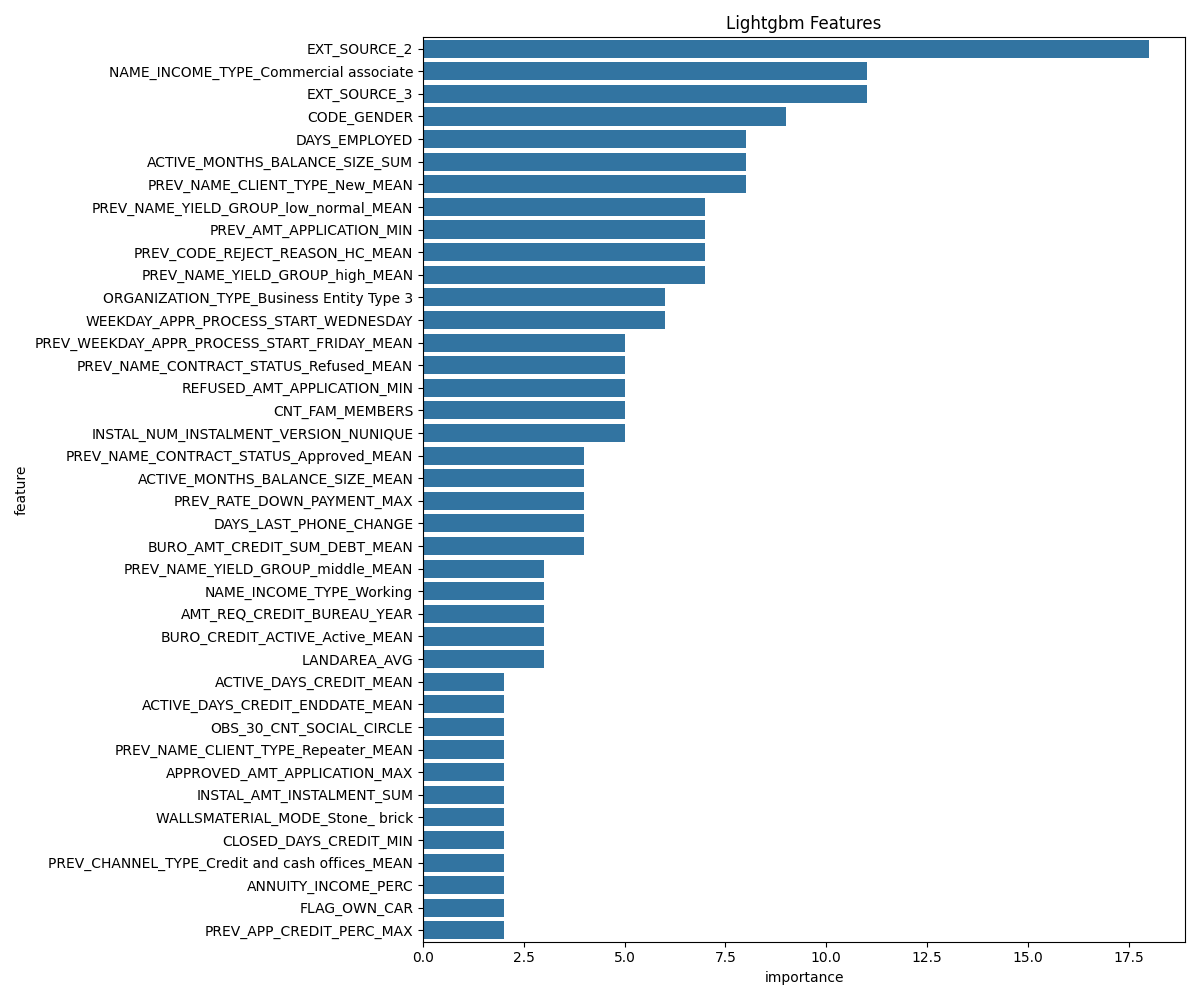 Lightgbm Features
EXT_SOURCE_2
NAME_INCOME_TYPE_Commercial associate
EXT_SOURCE_3
CODE_GENDER
DAYS_EMPLOYED
ACTIVE_MONTHS_BALANCE_SIZE_SUM
PREV_NAME_CLIENT_TYPE_New_MEAN
PREV_NAME_YIELD_GROUP_low_normal_MEAN
PREV_AMT_APPLICATION_MIN
PREV_CODE_REJECT_REASON_HC_MEAN
PREV_NAME_YIELD_GROUP_high_MEAN
ORGANIZATION_TYPE_Business Entity Type 3
WEEKDAY_APPR_PROCESS_START_WEDNESDAY
PREV_WEEKDAY_APPR_PROCESS_START_FRIDAY_MEAN
PREV_NAME_CONTRACT_STATUS_Refused_MEAN
REFUSED_AMT_APPLICATION_MIN
CNT_FAM_MEMBERS
INSTAL_NUM_INSTALMENT_VERSION_NUNIQUE
PREV_NAME_CONTRACT_STATUS_Approved_MEAN
ACTIVE_MONTHS_BALANCE_SIZE_MEAN
PREV_RATE_DOWN_PAYMENT_MAX
DAYS_LAST_PHONE_CHANGE
BURO_AMT_CREDIT_SUM_DEBT_MEAN
PREV_NAME_YIELD_GROUP_middle_MEAN
NAME_INCOME_TYPE_Working
AMT_REQ_CREDIT_BUREAU_YEAR
BURO_CREDIT_ACTIVE_Active_MEAN
LANDAREA_AVG
ACTIVE_DAYS_CREDIT_MEAN
ACTIVE_DAYS_CREDIT_ENDDATE_MEAN
OBS_30_CNT_SOCIAL_CIRCLE
PREV_NAME_CLIENT_TYPE_Repeater_MEAN
APPROVED_AMT_APPLICATION_MAX
INSTAL_AMT_INSTALMENT_SUM
WALLSMATERIAL_MODE_Stone_ brick
CLOSED_DAYS_CREDIT_MIN
PREV_CHANNEL_TYPE_Credit and cash offices_MEAN
ANNUITY_INCOME_PERC
FLAG_OWN_CAR
PREV_APP_CREDIT_PERC_MAX
feature
0.0 2.5 5.0 7.5 10.0 12.5 15.0 17.5
importance